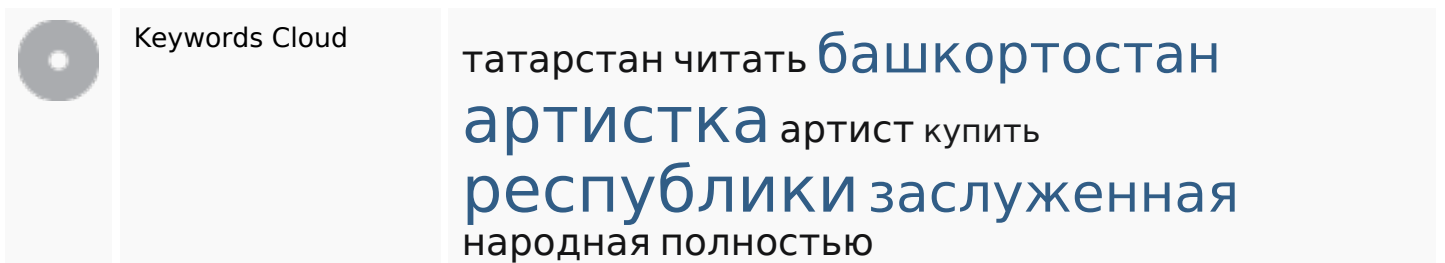 Keywords Cloud
татарстан читать башкортостан
артистка артист купить
республики заслуженная
народная полностью